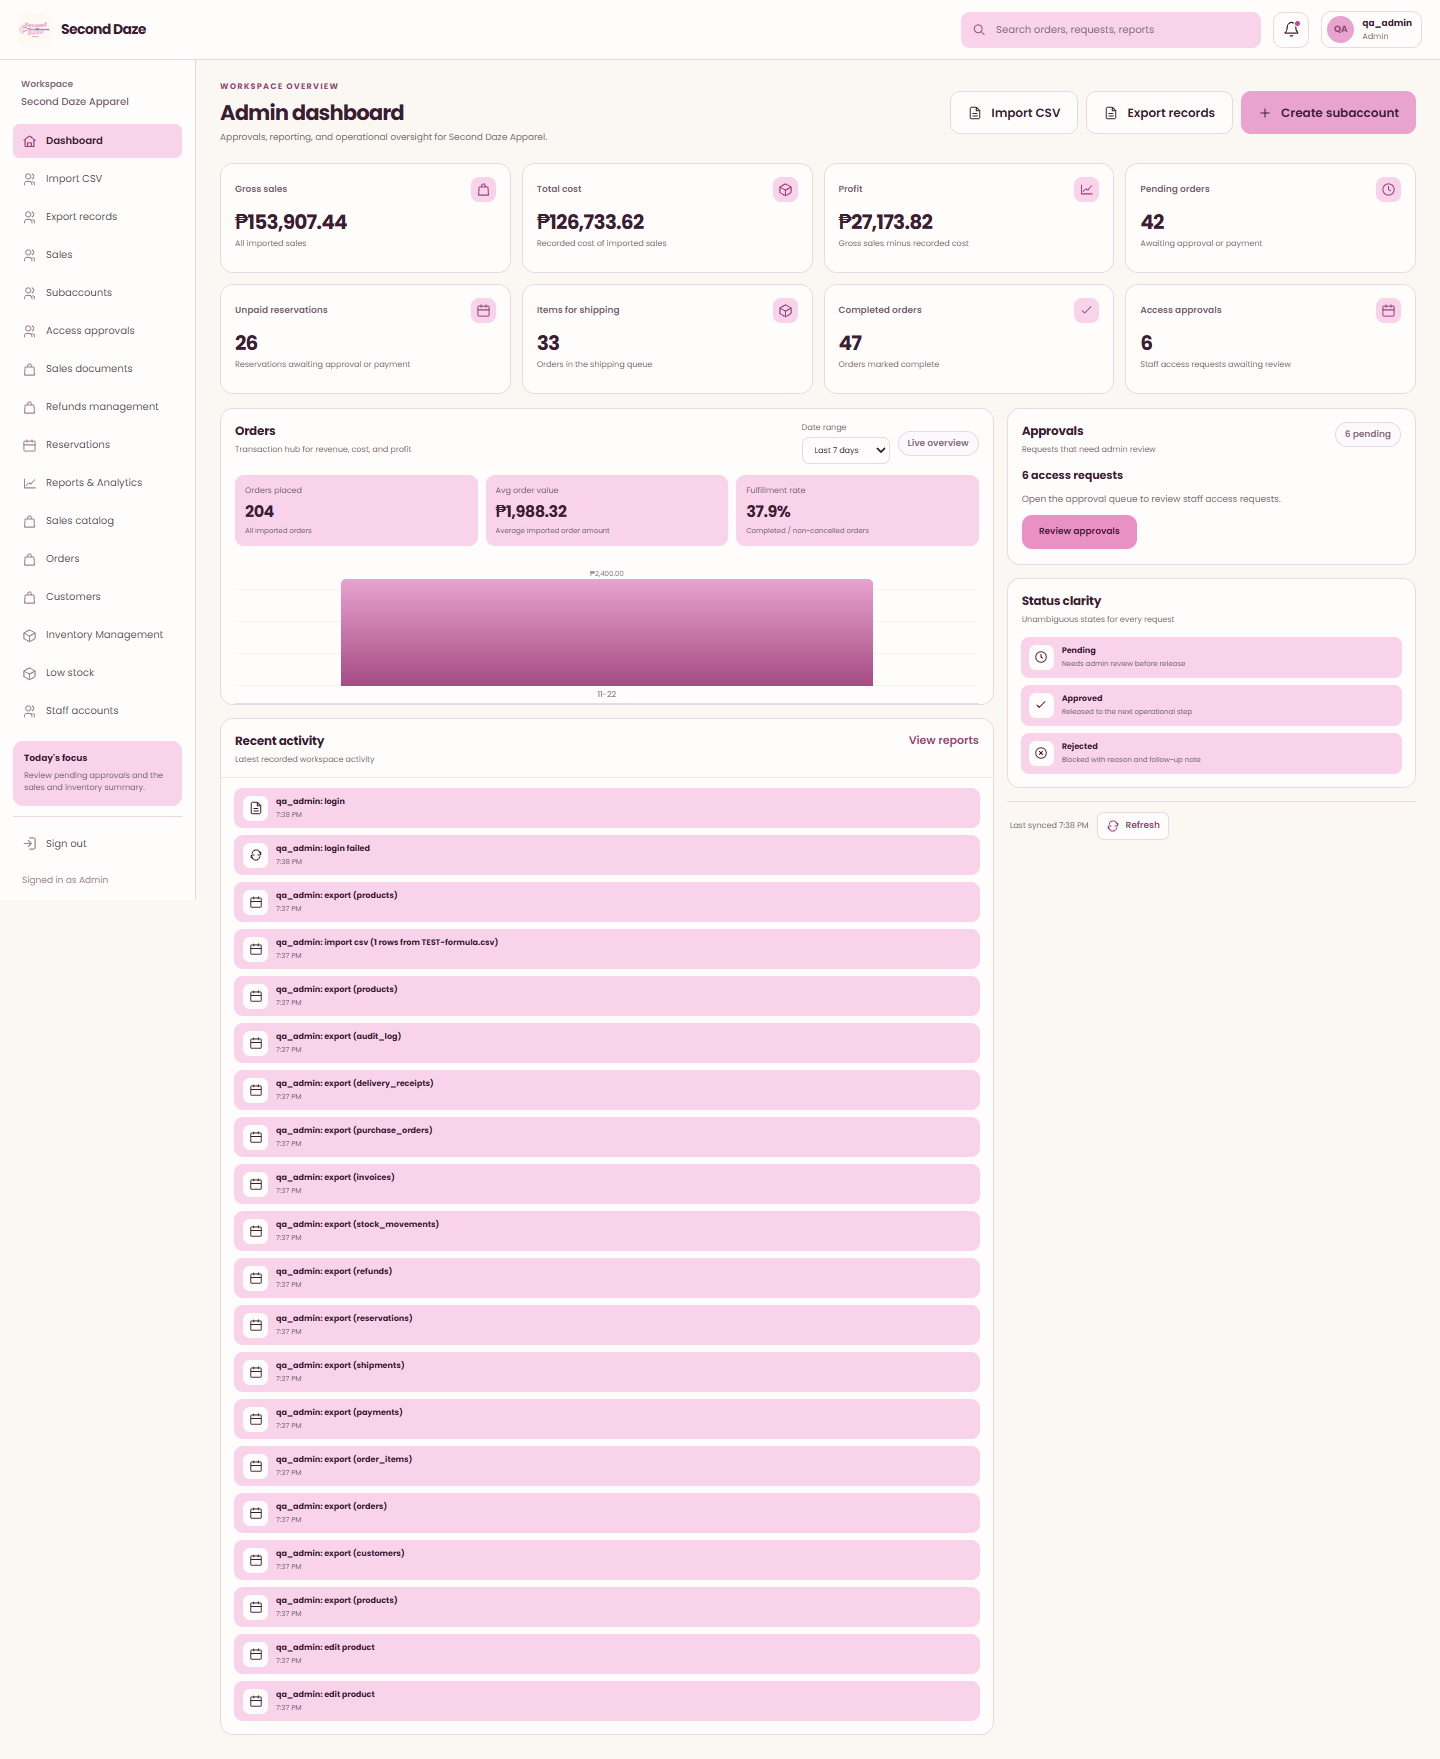 Second Daze
Search orders, requests, reports
QA
qa_admin
Admin
Workspace
Second Daze Apparel
Dashboard
Import CSV
Export records
Sales
Subaccounts
Access approvals
Sales documents
Refunds management
Reservations
Reports & Analytics
Sales catalog
Orders
Customers
Inventory Management
Low stock
Staff accounts
Today's focus
Review pending approvals and the
sales and inventory summary.
Sign out
Signed in as Admin
WORKSPACE OVERVIEW
Admin dashboard
Approvals, reporting, and operational oversight for Second Daze Apparel.
Import CSV
Export records
Create subaccount
Gross sales
₱153,907.44
All imported sales
Total cost
₱126,733.62
Recorded cost of imported sales
Profit
₱27,173.82
Gross sales minus recorded cost
Pending orders
42
Awaiting approval or payment
Unpaid reservations
26
Reservations awaiting approval or payment
Items for shipping
33
Orders in the shipping queue
Completed orders
47
Orders marked complete
Access approvals
6
Staff access requests awaiting review
Orders
Transaction hub for revenue, cost, and profit
Date range
Last 7 days
Live overview
Orders placed
204
All imported orders
Avg order value
₱1,988.32
Average imported order amount
Fulfillment rate
37.9%
Completed / non-cancelled orders
₱2,400.00
11-22
Recent activity
Latest recorded workspace activity
View reports
qa_admin: login
7:38 PM
qa_admin: login failed
7:38 PM
qa_admin: export (products)
7:37 PM
qa_admin: import csv (1 rows from TEST-formula.csv)
7:37 PM
qa_admin: export (products)
7:37 PM
qa_admin: export (audit_log)
7:37 PM
qa_admin: export (delivery_receipts)
7:37 PM
qa_admin: export (purchase_orders)
7:37 PM
qa_admin: export (invoices)
7:37 PM
qa_admin: export (stock_movements)
7:37 PM
qa_admin: export (refunds)
7:37 PM
qa_admin: export (reservations)
7:37 PM
qa_admin: export (shipments)
7:37 PM
qa_admin: export (payments)
7:37 PM
qa_admin: export (order_items)
7:37 PM
qa_admin: export (orders)
7:37 PM
qa_admin: export (customers)
7:37 PM
qa_admin: export (products)
7:37 PM
qa_admin: edit product
7:37 PM
qa_admin: edit product
7:37 PM
Approvals
Requests that need admin review
6 pending
6 access requests
Open the approval queue to review staff access requests.
Review approvals
Status clarity
Unambiguous states for every request
Pending
Needs admin review before release
Approved
Released to the next operational step
Rejected
Blocked with reason and follow-up note
Last synced 7:38 PM
Refresh